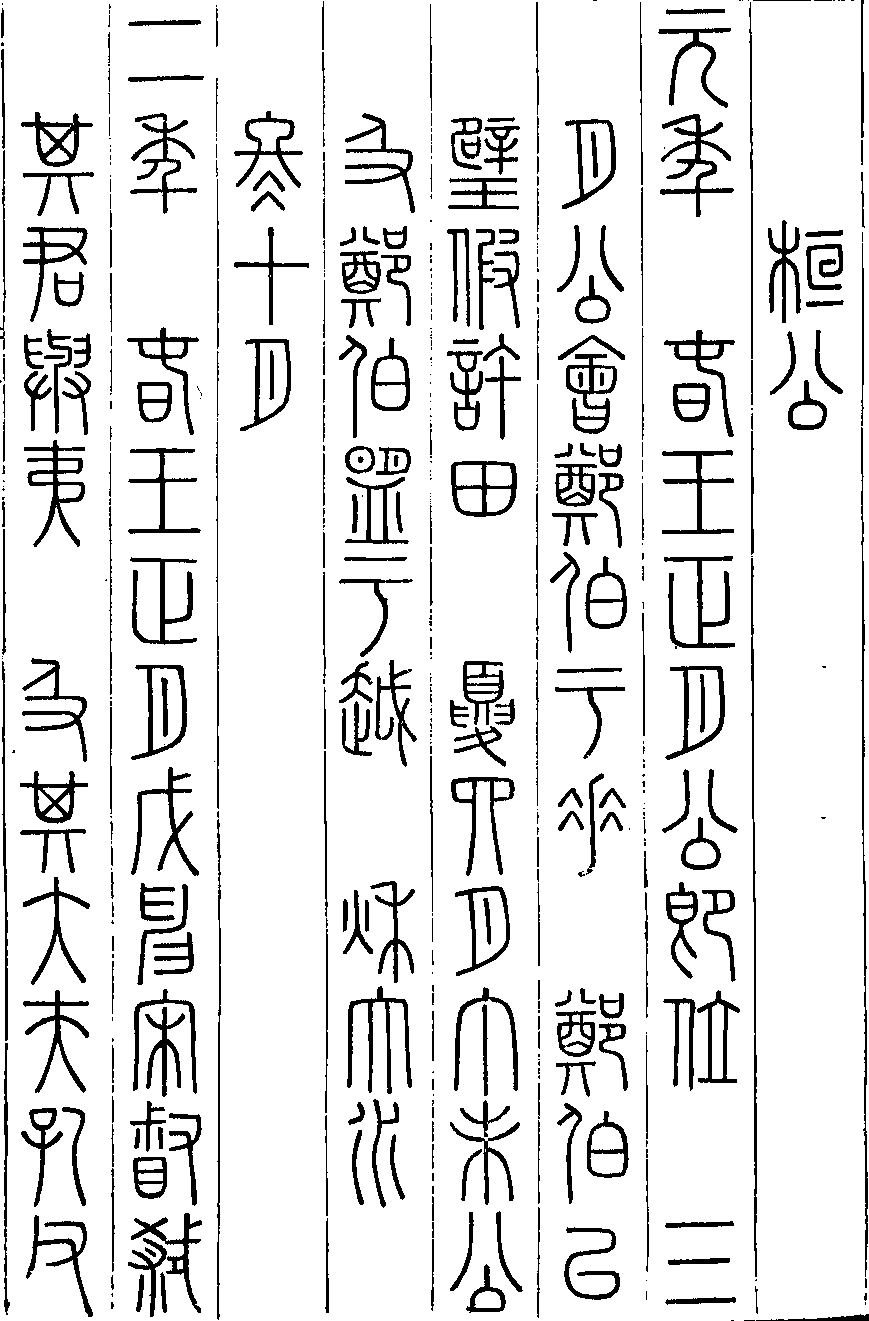 桓公
元年 春王正月公即位 三
月公會鄭伯于垂 鄭伯以
璧假許田 夏四月丁未公
及鄭伯盟于越 秋大水
冬十月
二年 春王正月戊申宋督弒
其君與夷 及其大夫孔父